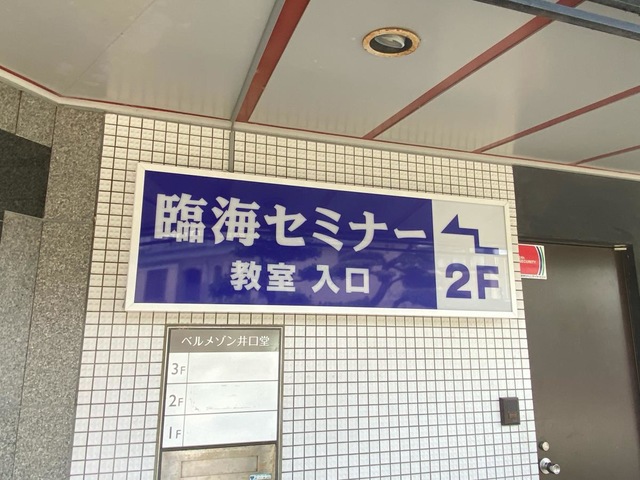 臨海セミナー
教室 入口
2F
ベルメゾン井口堂
3F
2F
1F